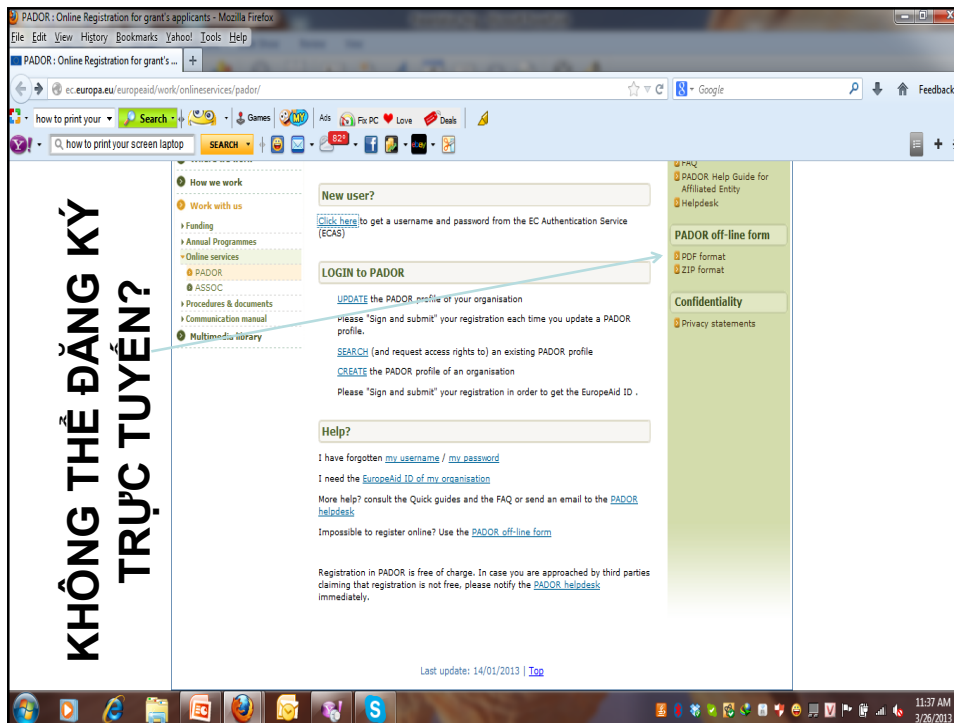 PADOR : Online Registration for grant's applicants - Mozilla Firefox
File Edit View History Bookmarks Yahoo! Tools Help
PADOR : Online Registration for grant's ...
ec.europa.eu/europeaid/work/onlineservices/pador/
Google
Feedback
how to print your
Search
Games
Ads
Fix PC
Love
Deals
how to print your screen laptop
SEARCH
82°
ebay
KHÔNG THỂ ĐĂNG KÝ
TRỰC TUYẾN?
Where we work
How we work
Work with us
Funding
Annual Programmes
Online services
PADOR
ASSOC
Procedures & documents
Communication manual
Multimedia library
New user?
Click here to get a username and password from the EC Authentication Service
(ECAS)
LOGIN to PADOR
UPDATE the PADOR profile of your organisation
Please "Sign and submit" your registration each time you update a PADOR
profile.
SEARCH (and request access rights to) an existing PADOR profile
CREATE the PADOR profile of an organisation
Please "Sign and submit" your registration in order to get the EuropeAid ID .
Help?
I have forgotten my username / my password
I need the EuropeAid ID of my organisation
More help? consult the Quick guides and the FAQ or send an email to the PADOR
helpdesk
Impossible to register online? Use the PADOR off-line form
Registration in PADOR is free of charge. In case you are approached by third parties
claiming that registration is not free, please notify the PADOR helpdesk
immediately.
Last update: 14/01/2013 | Top
FAQ
PADOR Help Guide for
Affiliated Entity
Helpdesk
PADOR off-line form
PDF format
ZIP format
Confidentiality
Privacy statements
11:37 AM
3/26/2013